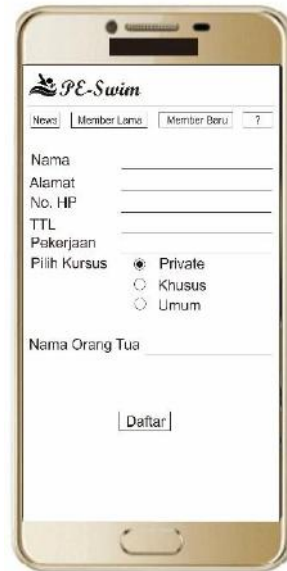 PE-Swim
News Member Lama Member Baru ?
Nama
Alamat
No. HP
TTL
Pekerjaan
Pilih Kursus Private
Khusus
Umum
Nama Orang Tua
Daftar